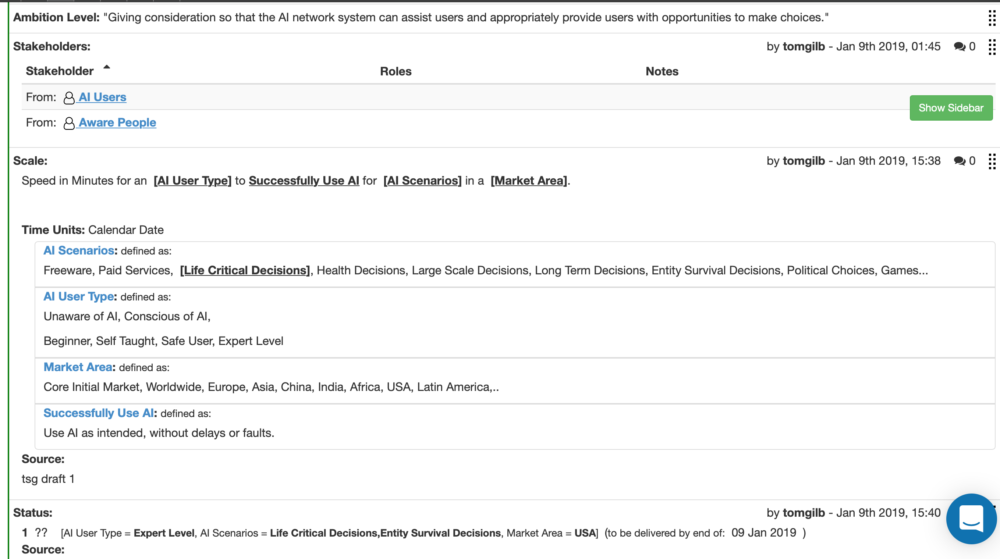 Ambition Level: "Giving consideration so that the AI network system can assist users and appropriately provide users with opportunities to make choices."
Stakeholders: by tomgilb - Jan 9th 2019, 01:45 0
Stakeholder Roles Notes
From: AI Users
Show Sidebar
From: Aware People
Scale: by tomgilb - Jan 9th 2019, 15:38 0
Speed in Minutes for an [AI User Type] to Successfully Use AI for [AI Scenarios] in a [Market Area].
Time Units: Calendar Date
AI Scenarios: defined as:
Freeware, Paid Services, [Life Critical Decisions], Health Decisions, Large Scale Decisions, Long Term Decisions, Entity Survival Decisions, Political Choices, Games...
AI User Type: defined as:
Unaware of AI, Conscious of AI,
Beginner, Self Taught, Safe User, Expert Level
Market Area: defined as:
Core Initial Market, Worldwide, Europe, Asia, China, India, Africa, USA, Latin America,..
Successfully Use AI: defined as:
Use AI as intended, without delays or faults.
Source:
tsg draft 1
Status: by tomgilb - Jan 9th 2019, 15:40
1 ?? [AI User Type = Expert Level, AI Scenarios = Life Critical Decisions,Entity Survival Decisions, Market Area = USA] (to be delivered by end of: 09 Jan 2019 )
Source: